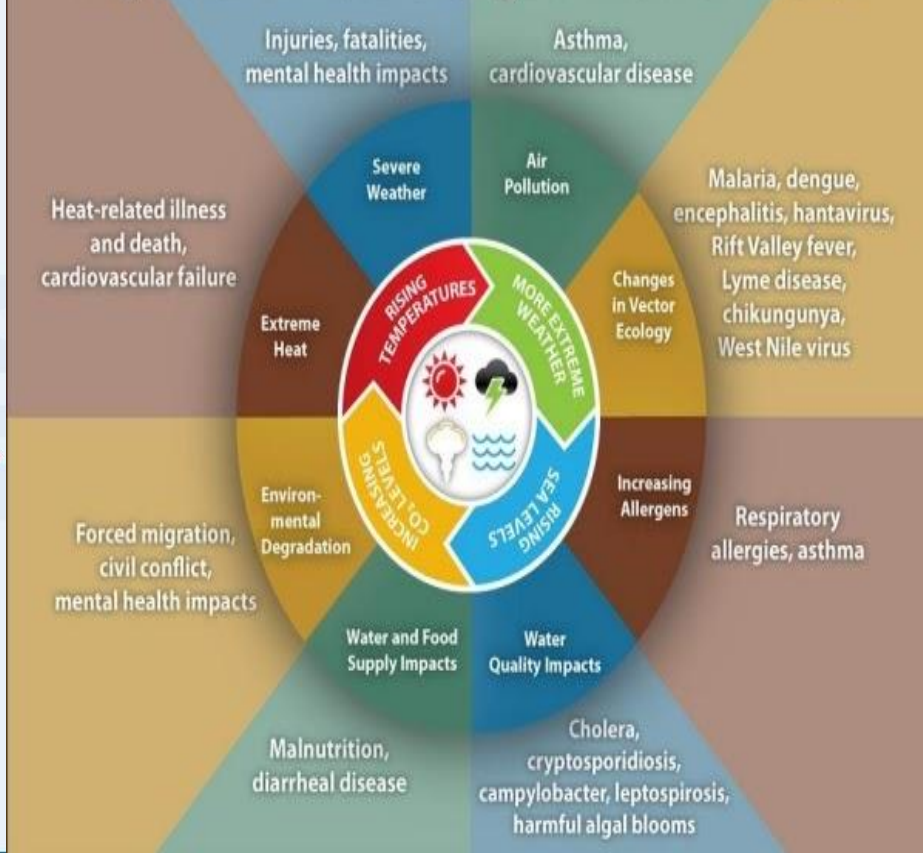 Injuries, fatalities,
mental health impacts
Asthma,
cardiovascular disease
Severe
Weather
Air
Pollution
Heat-related illness
and death,
cardiovascular failure
Malaria, dengue,
encephalitis, hantavirus,
Rift Valley fever,
Lyme disease,
chikungunya,
West Nile virus
Extreme
Heat
Changes
in Vector
Ecology
RISING
TEMPERATURES
MORE EXTREME
WEATHER
INCREASING
CO₂ LEVELS
RISING
SEA LEVELS
Environ-
mental
Degradation
Increasing
Allergens
Forced migration,
civil conflict,
mental health impacts
Respiratory
allergies, asthma
Water and Food
Supply Impacts
Water
Quality Impacts
Malnutrition,
diarrheal disease
Cholera,
cryptosporidiosis,
campylobacter, leptospirosis,
harmful algal blooms